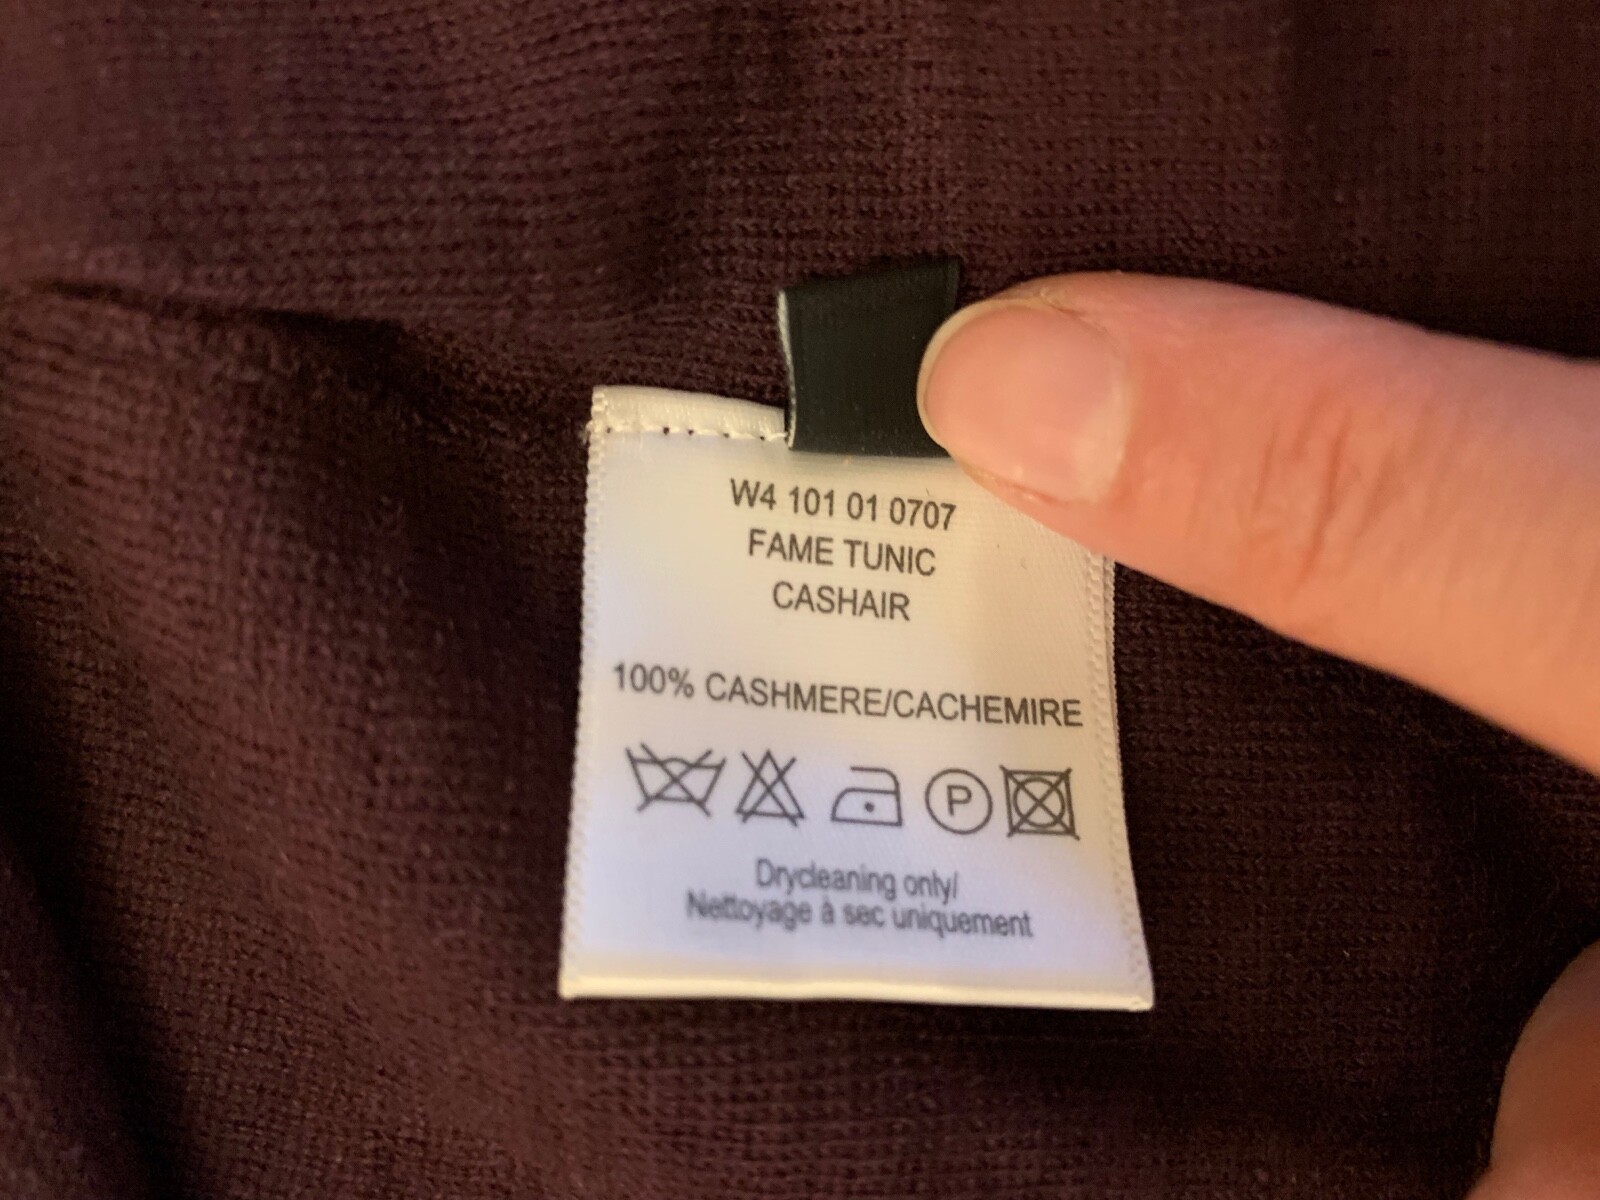 W4 101 01 0707
FAME TUNIC
CASHAIR
100% CASHMERE/CACHEMIRE
P
Drycleaning only/
Nettoyage à sec uniquement